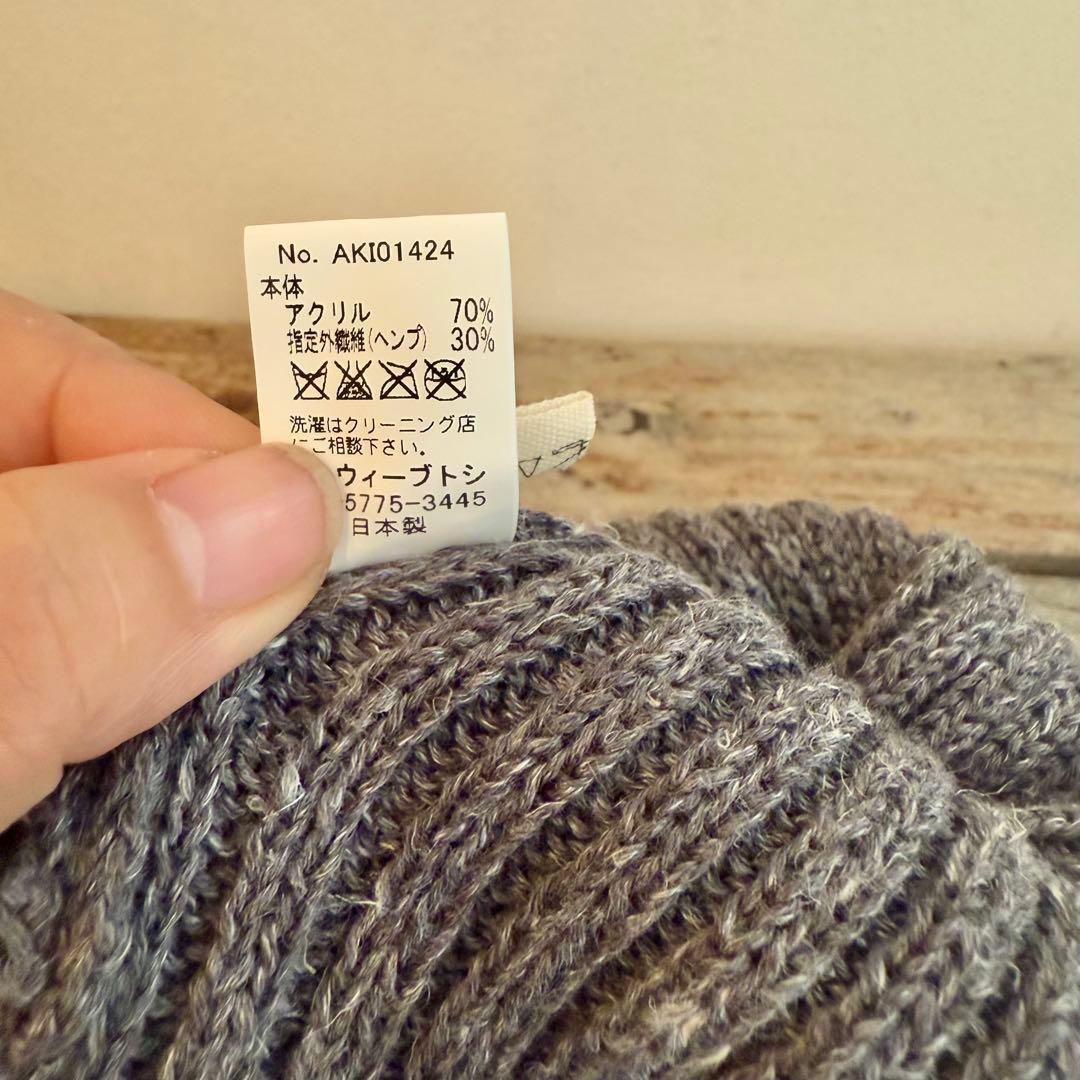 No. AKI01424
本体
アクリル 70%
指定外繊維(ヘンプ) 30%
洗濯はクリーニング店
にご相談下さい。
ウィーブトシ
5775-3445
日本製